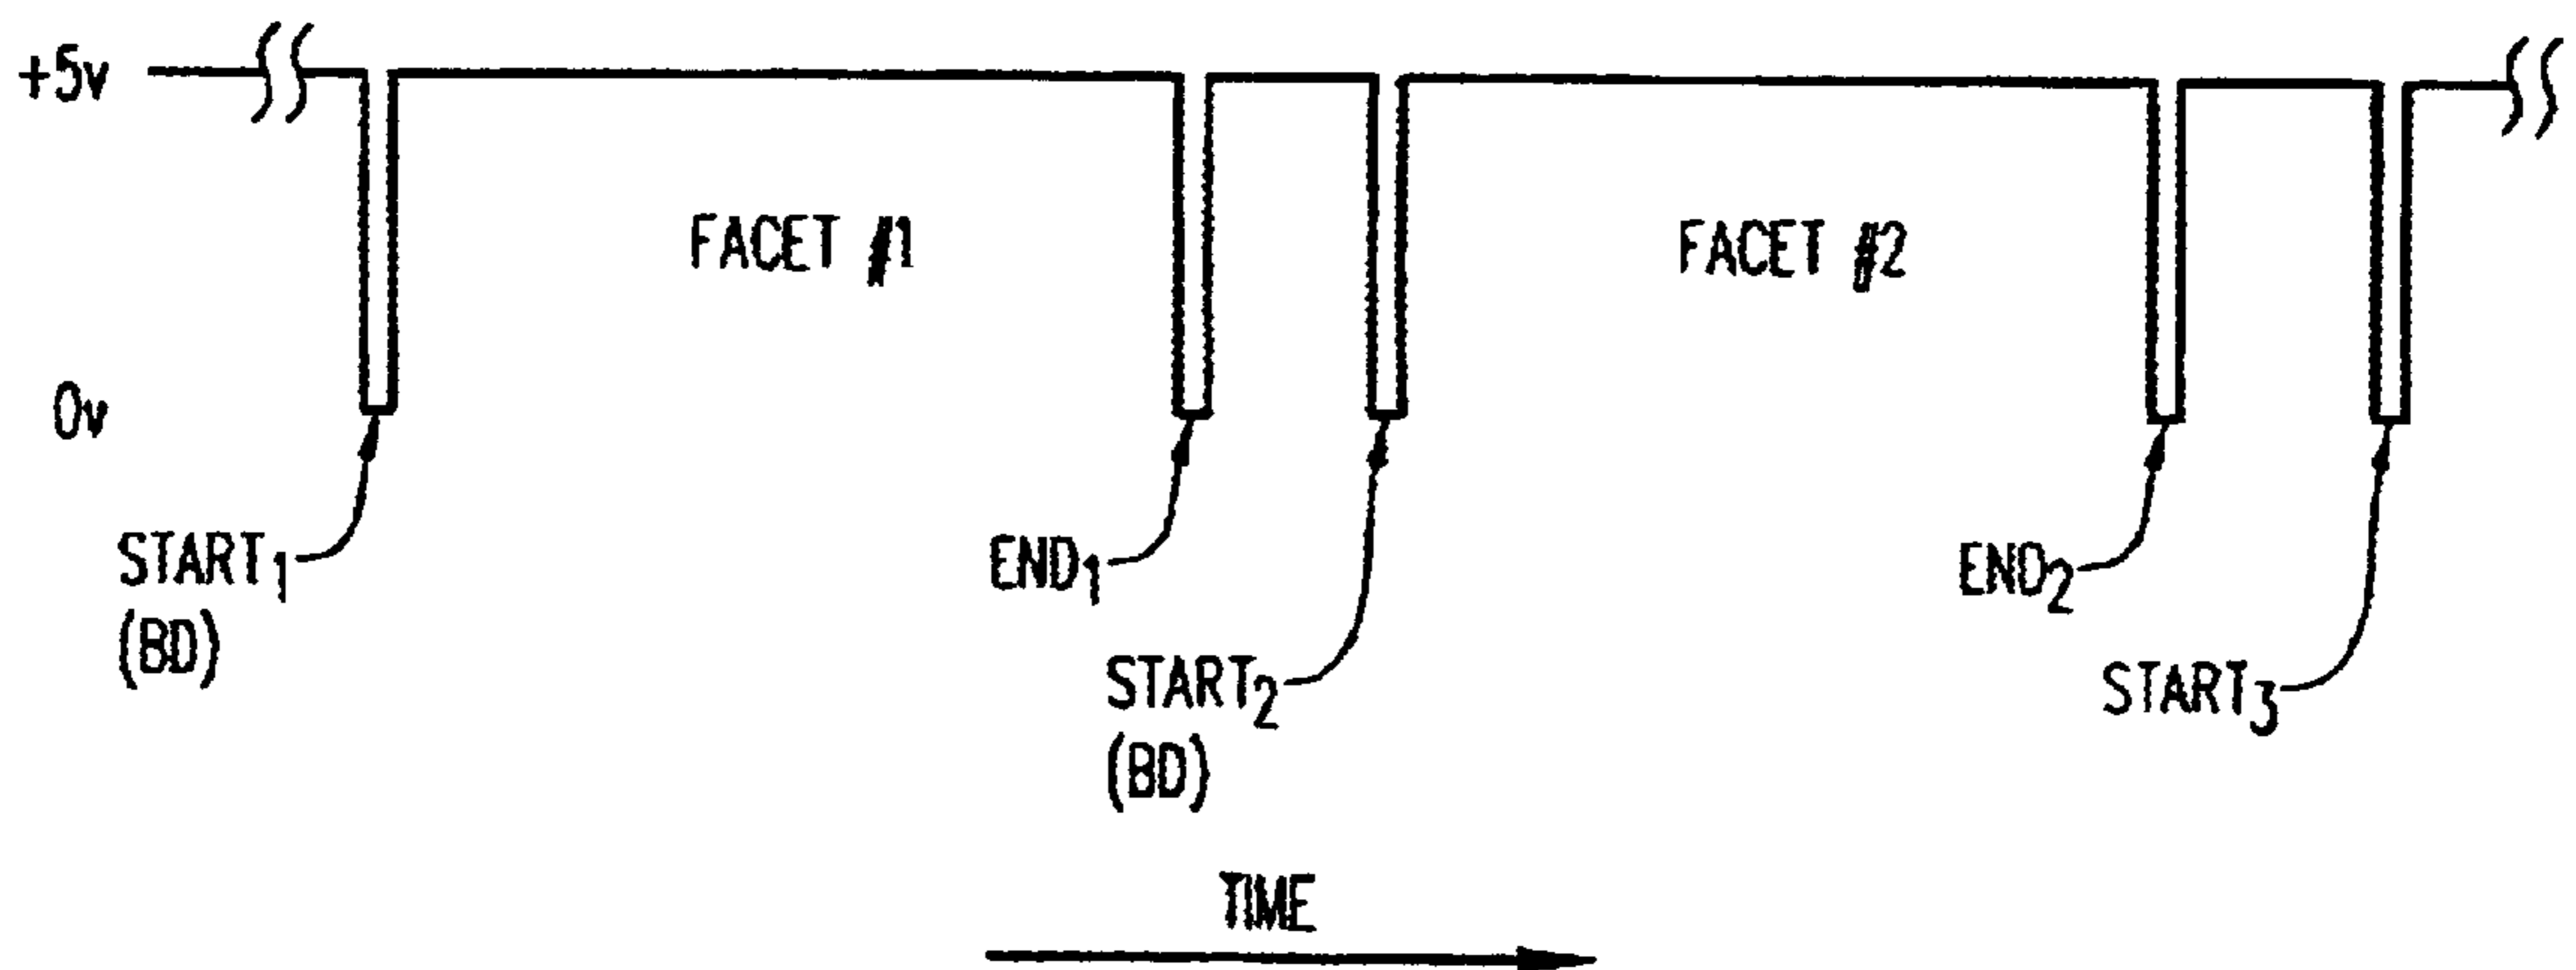 +5v
FACET #1
FACET #2
0v
START1
(BD)
END1
START2
(BD)
END2
START3
TIME